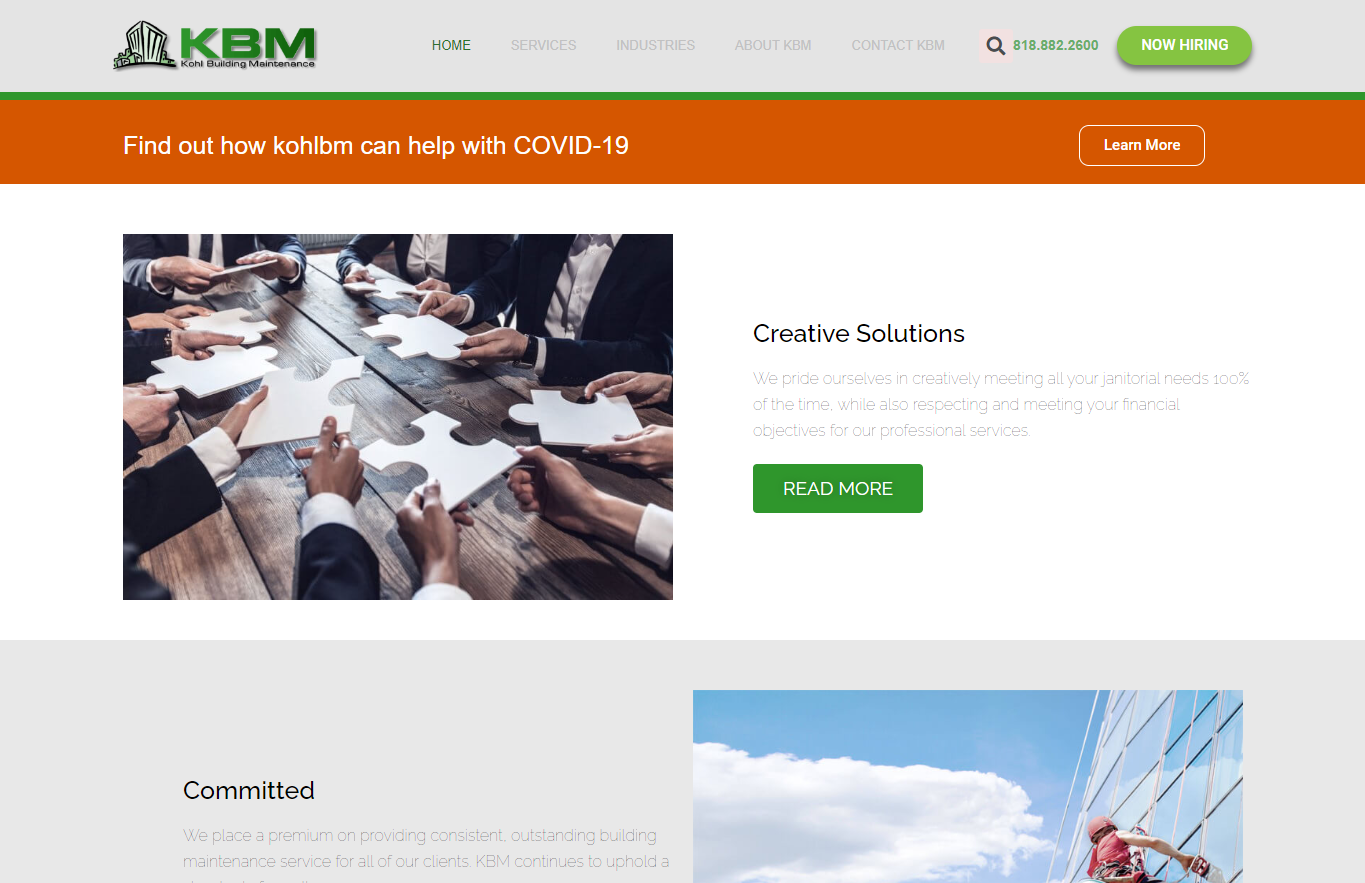 KBM
Kohl Building Maintenance
HOME
SERVICES
INDUSTRIES
ABOUT KBM
CONTACT KBM
818.882.2600
NOW HIRING
Find out how kohlbm can help with COVID-19
Learn More
Creative Solutions
We pride ourselves in creatively meeting all your janitorial needs 100%
of the time, while also respecting and meeting your financial
objectives for our professional services.
READ MORE
Committed
We place a premium on providing consistent, outstanding building
maintenance service for all of our clients. KBM continues to uphold a